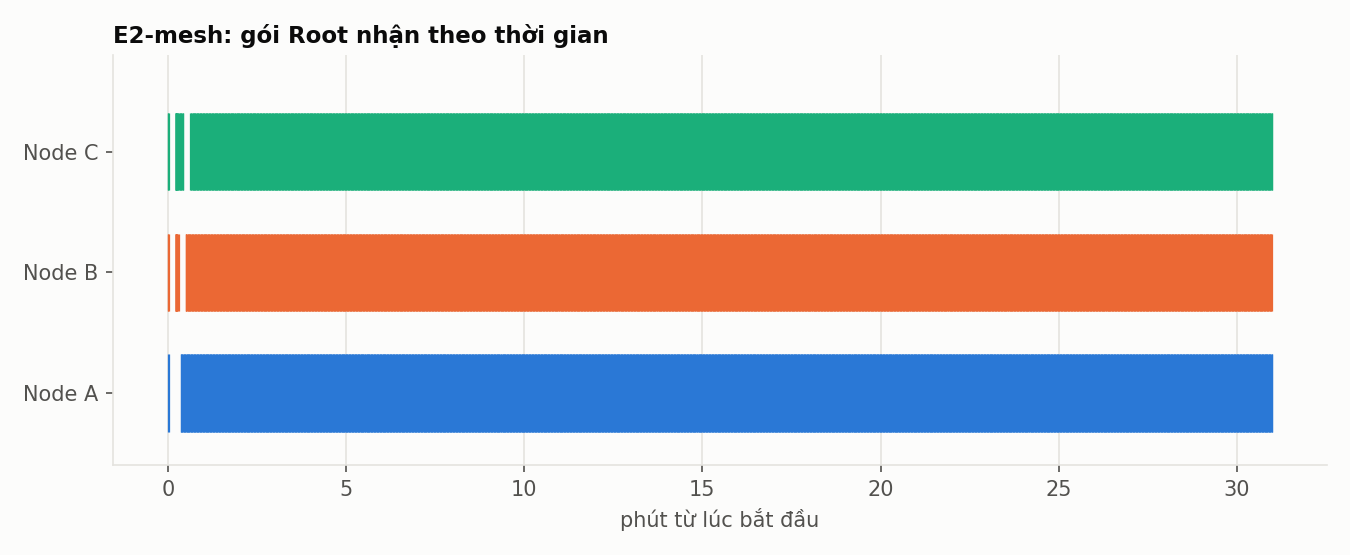 E2-mesh: gói Root nhận theo thời gian
Node C
Node B
Node A
0 5 10 15 20 25 30
phút từ lúc bắt đầu